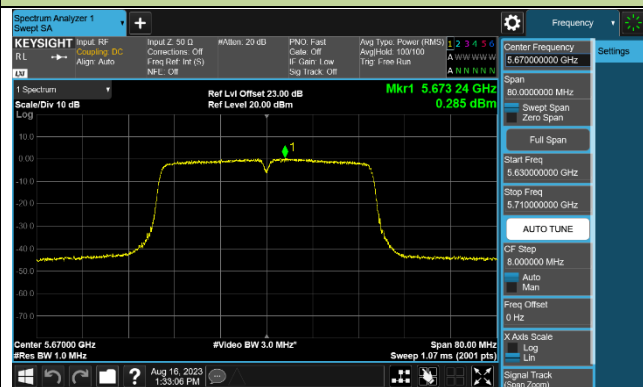 Spectrum Analyzer 1
Swept SA
Frequency
KEYSIGHT
RL
LXI
Input: RF
Coupling: DC
Align: Auto
Input Z: 50 Ω
Corrections: Off
Freq Ref: Int (S)
NFE: Off
#Atten: 20 dB
PNO: Fast
Gate: Off
IF Gain: Low
Sig Track: Off
Avg Type: Power (RMS)
Avg|Hold: 100/100
Trig: Free Run
1 2 3 4 5 6
A W W W W W
A N N N N N
1 Spectrum
Scale/Div 10 dB
Log
Ref Lvl Offset 23.00 dB
Ref Level 20.00 dBm
Mkr1 5.673 24 GHz
0.285 dBm
10.0
0.00
-10.0
-20.0
-30.0
-40.0
-50.0
-60.0
-70.0
1
Center 5.67000 GHz
#Res BW 1.0 MHz
#Video BW 3.0 MHz*
Span 80.00 MHz
Sweep 1.07 ms (2001 pts)
Center Frequency
5.670000000 GHz
Settings
Span
80.0000000 MHz
Swept Span
Zero Span
Full Span
Start Freq
5.630000000 GHz
Stop Freq
5.710000000 GHz
AUTO TUNE
CF Step
8.000000 MHz
Auto
Man
Freq Offset
0 Hz
X Axis Scale
Log
Lin
Signal Track
(Span Zoom)
Aug 16, 2023
1:33:06 PM